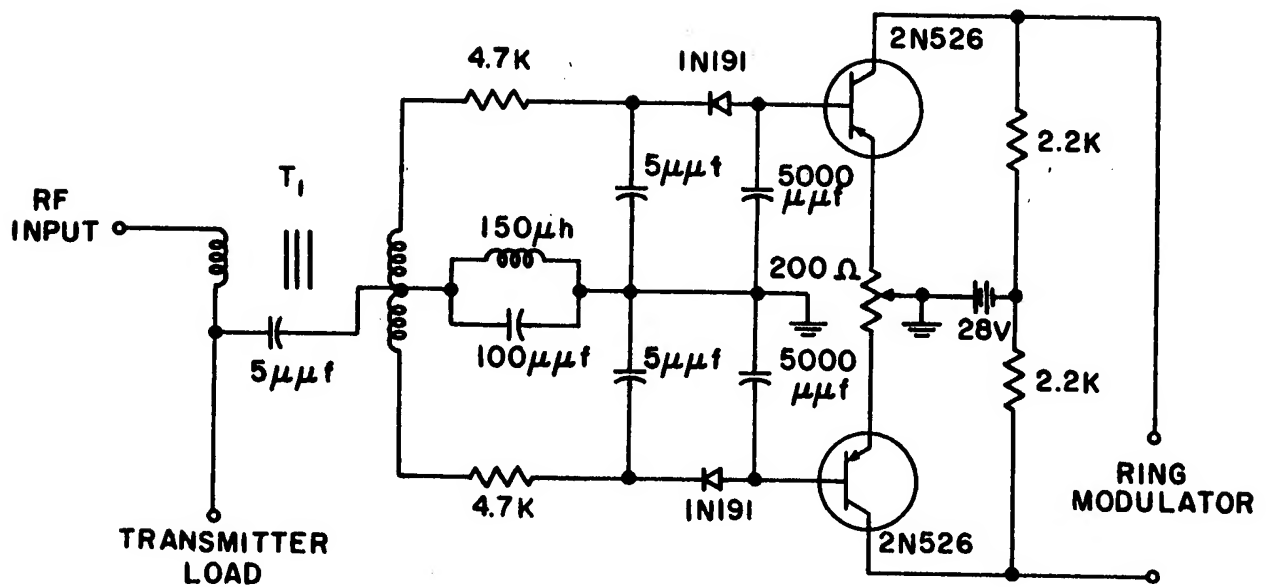 2N526
4.7K
1N191
2.2K
5μμf
5000
μμf
T1
RF
INPUT
150μh
200 Ω
28V
100μμf
5μμf
5μμf
5000
μμf
2.2K
4.7K
1N191
2N526
RING
MODULATOR
TRANSMITTER
LOAD